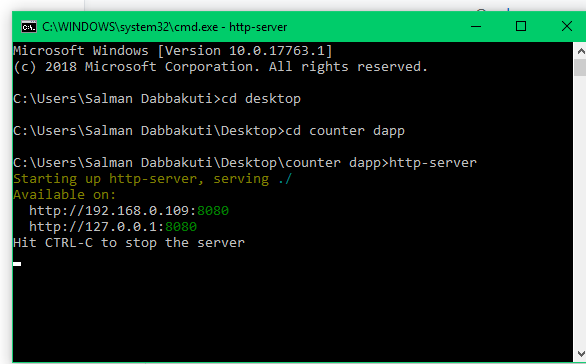 C:\WINDOWS\system32\cmd.exe - http-server
Microsoft Windows [Version 10.0.17763.1]
(c) 2018 Microsoft Corporation. All rights reserved.
C:\Users\Salman Dabbakuti>cd desktop
C:\Users\Salman Dabbakuti\Desktop>cd counter dapp
C:\Users\Salman Dabbakuti\Desktop\counter dapp>http-server
Starting up http-server, serving ./
Available on:
  http://192.168.0.109:8080
  http://127.0.0.1:8080
Hit CTRL-C to stop the server